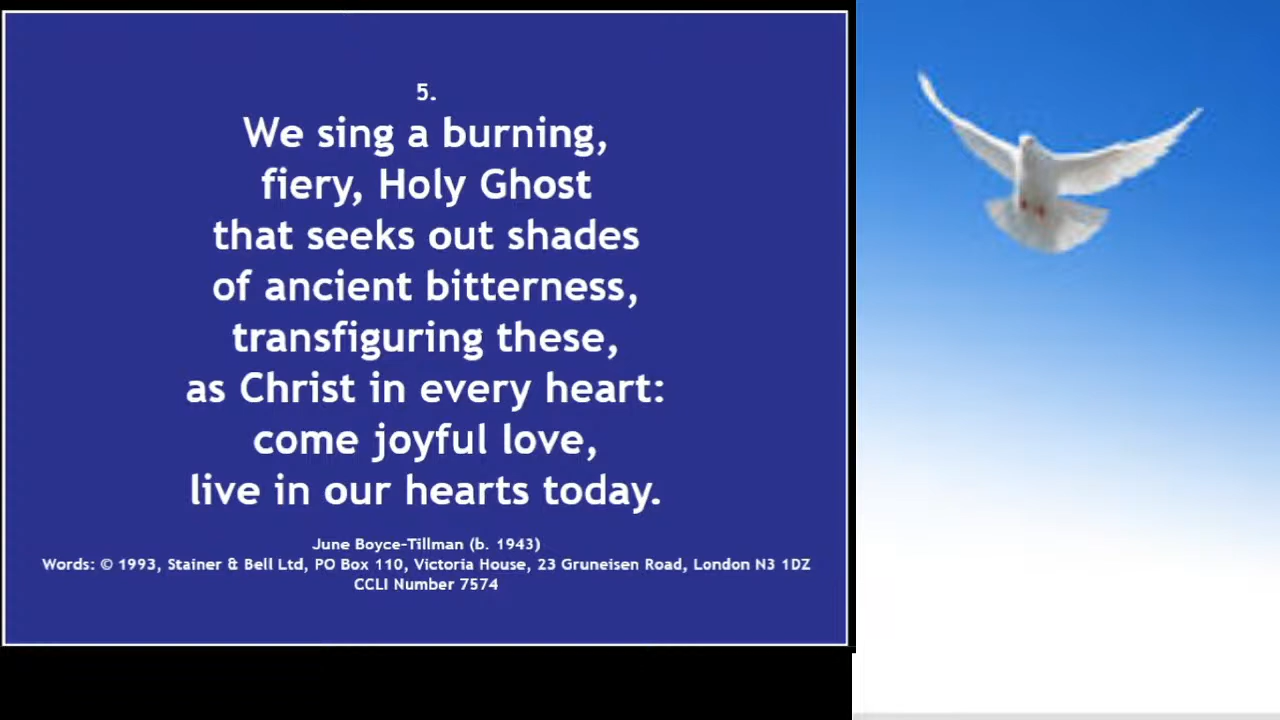 5.
We sing a burning,
fiery, Holy Ghost
that seeks out shades
of ancient bitterness,
transfiguring these,
as Christ in every heart:
come joyful love,
live in our hearts today.
June Boyce-Tillman (b. 1943)
Words: © 1993, Stainer & Bell Ltd, PO Box 110, Victoria House, 23 Gruneisen Road, London N3 1DZ
CCLI Number 7574